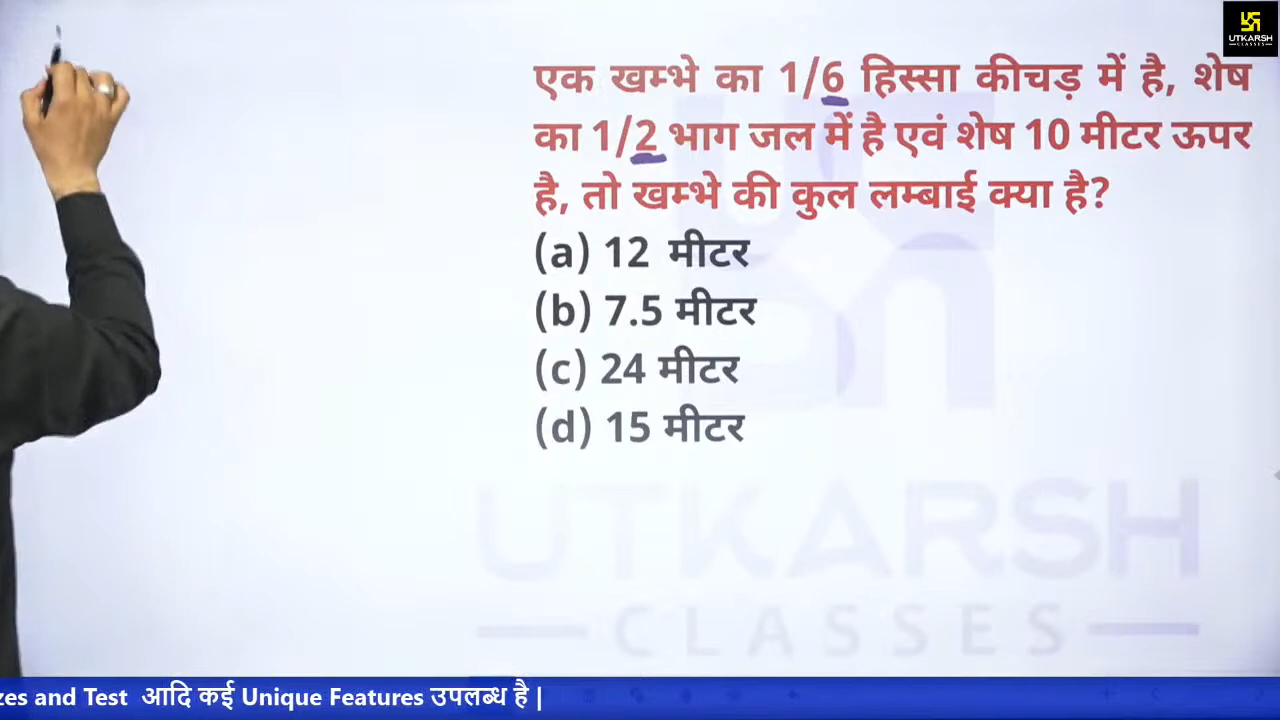 UTKARSH
CLASSES
एक खम्भे का 1/6 हिस्सा कीचड़ में है, शेष
का 1/2 भाग जल में है एवं शेष 10 मीटर ऊपर
है, तो खम्भे की कुल लम्बाई क्या है?
(a) 12 मीटर
(b) 7.5 मीटर
(c) 24 मीटर
(d) 15 मीटर
UTKARSH
CLASSES
zes and Test आदि कई Unique Features उपलब्ध है |